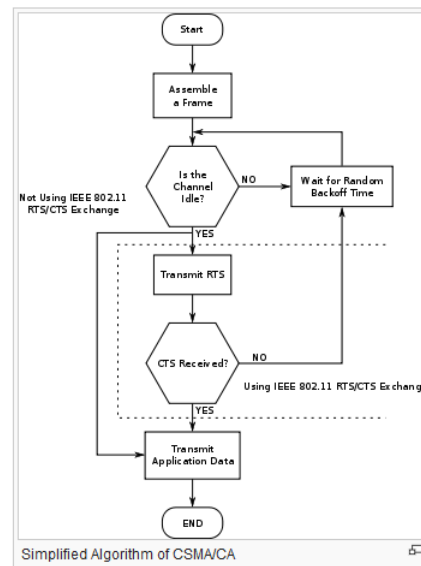 Start
Assemble
a Frame
Is the
Channel
Idle?
NO
Wait for Random
Backoff Time
Not Using IEEE 802.11
RTS/CTS Exchange
YES
Transmit RTS
CTS Received?
NO
Using IEEE 802.11 RTS/CTS Exchang
YES
Transmit
Application Data
END
Simplified Algorithm of CSMA/CA